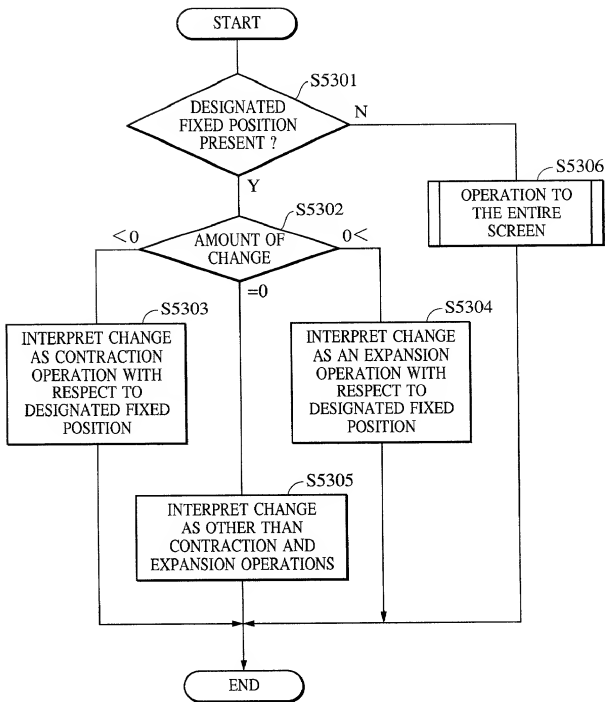 START
S5301
DESIGNATED
FIXED POSITION
PRESENT ?
N
Y
S5306
OPERATION TO
THE ENTIRE
SCREEN
S5302
<0
AMOUNT OF
CHANGE
0<
=0
S5303
INTERPRET CHANGE
AS CONTRACTION
OPERATION WITH
RESPECT TO
DESIGNATED FIXED
POSITION
S5304
INTERPRET CHANGE
AS AN EXPANSION
OPERATION WITH
RESPECT TO
DESIGNATED FIXED
POSITION
S5305
INTERPRET CHANGE
AS OTHER THAN
CONTRACTION AND
EXPANSION OPERATIONS
END